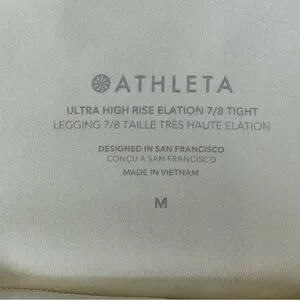 ATHLETA
ULTRA HIGH RISE ELATION 7/8 TIGHT
LEGGING 7/8 TAILLE TRÈS HAUTE ELATION
DESIGNED IN SAN FRANCISCO
CONÇU À SAN FRANCISCO
MADE IN VIETNAM
M